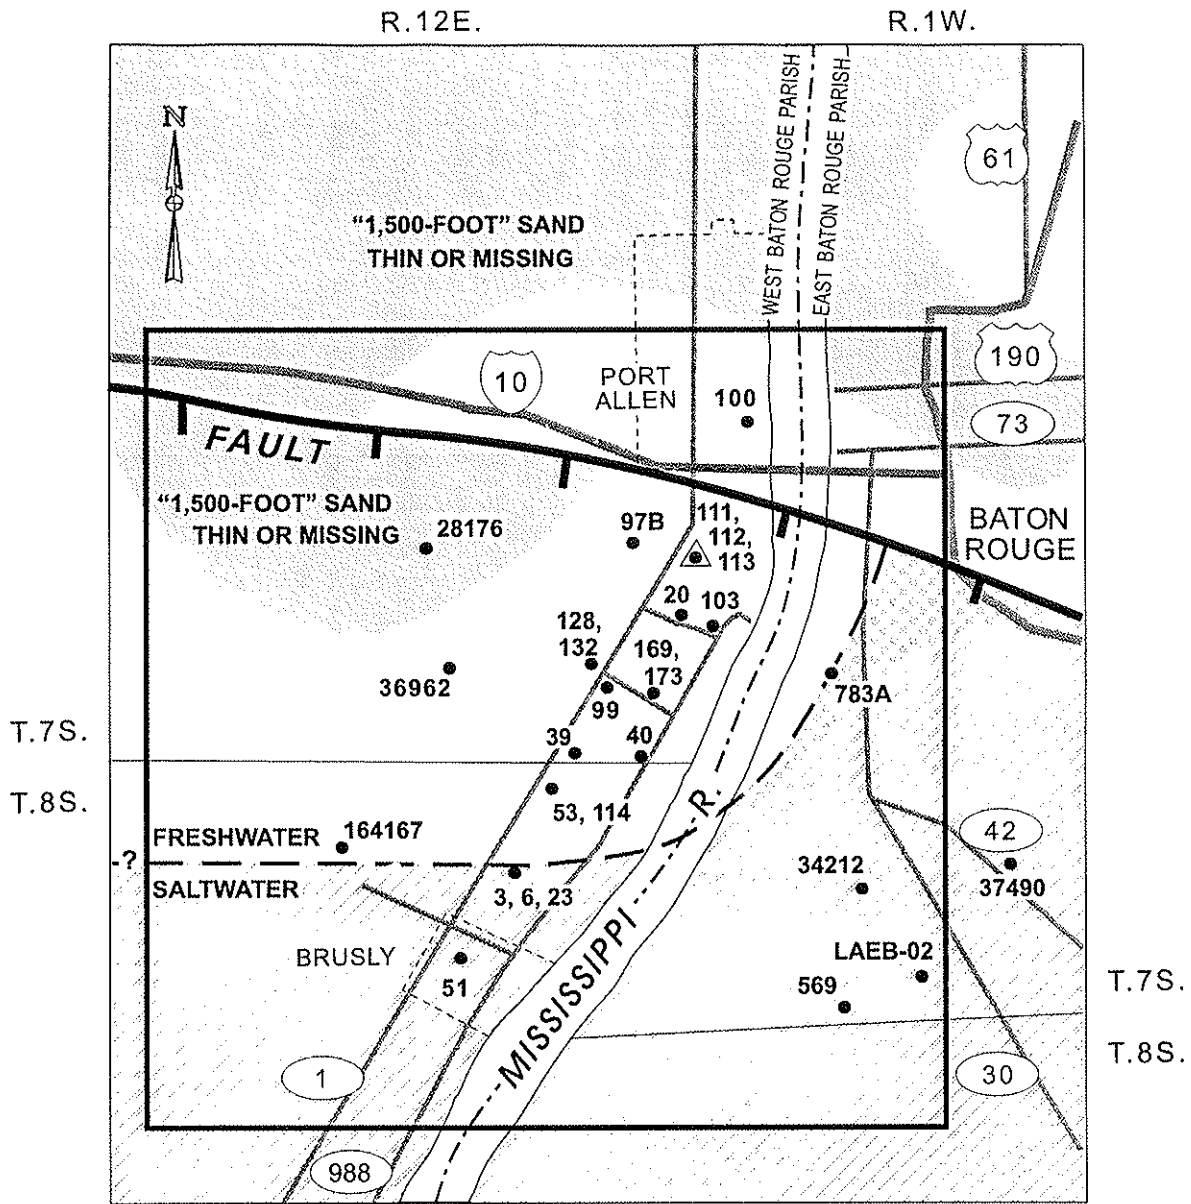 R.12E.
R.1W.
N
WEST BATON ROUGE PARISH
EAST BATON ROUGE PARISH
61
“1,500-FOOT” SAND
THIN OR MISSING
10
PORT
ALLEN
190
100
73
FAULT
“1,500-FOOT” SAND
THIN OR MISSING
28176
97B
111,
112,
113
BATON
ROUGE
20
103
128,
132
169,
173
36962
99
783A
T.7S.
39
40
T.8S.
53, 114
R.
FRESHWATER
164167
42
-?
SALTWATER
3, 6, 23
34212
37490
BRUSLY
51
LAEB-02
569
T.7S.
MISSISSIPPI
T.8S.
1
30
988